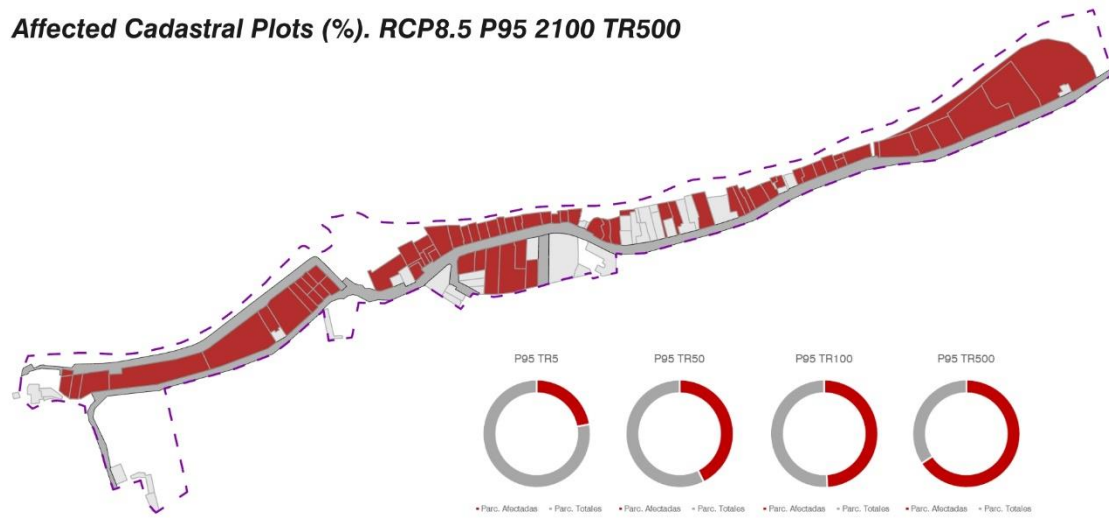 Affected Cadastral Plots (%). RCP8.5 P95 2100 TR500
P95 TR5 P95 TR50 P95 TR100 P95 TR500
Parc. Afectadas Parc. Totales Parc. Afectadas Parc. Totales Parc. Afectadas Parc. Totales Parc. Afectadas Parc. Totales